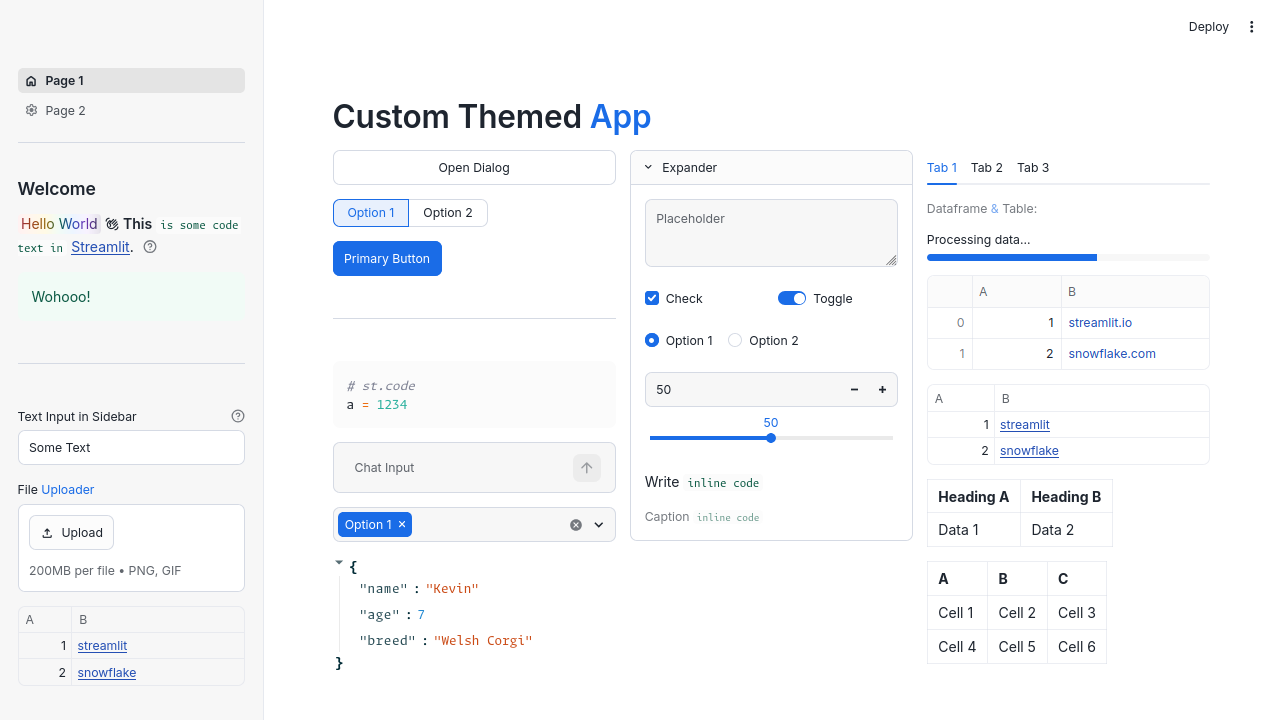 Deploy
Page 1
Page 2
Welcome
Hello World 👋 This is some code
text in Streamlit.
Wohooo!
Text Input in Sidebar
Some Text
File Uploader
Upload
200MB per file • PNG, GIF
A B
1 streamlit
2 snowflake
Custom Themed App
Open Dialog
Option 1 Option 2
Primary Button
# st.code
a = 1234
Chat Input
Option 1
{
"name" : "Kevin"
"age" : 7
"breed" : "Welsh Corgi"
}
Expander
Placeholder
Check Toggle
Option 1 Option 2
50
50
Write inline code
Caption inline code
Tab 1 Tab 2 Tab 3
Dataframe & Table:
Processing data...
A B
0 1 streamlit.io
1 2 snowflake.com
A B
1 streamlit
2 snowflake
Heading A Heading B
Data 1 Data 2
A B C
Cell 1 Cell 2 Cell 3
Cell 4 Cell 5 Cell 6